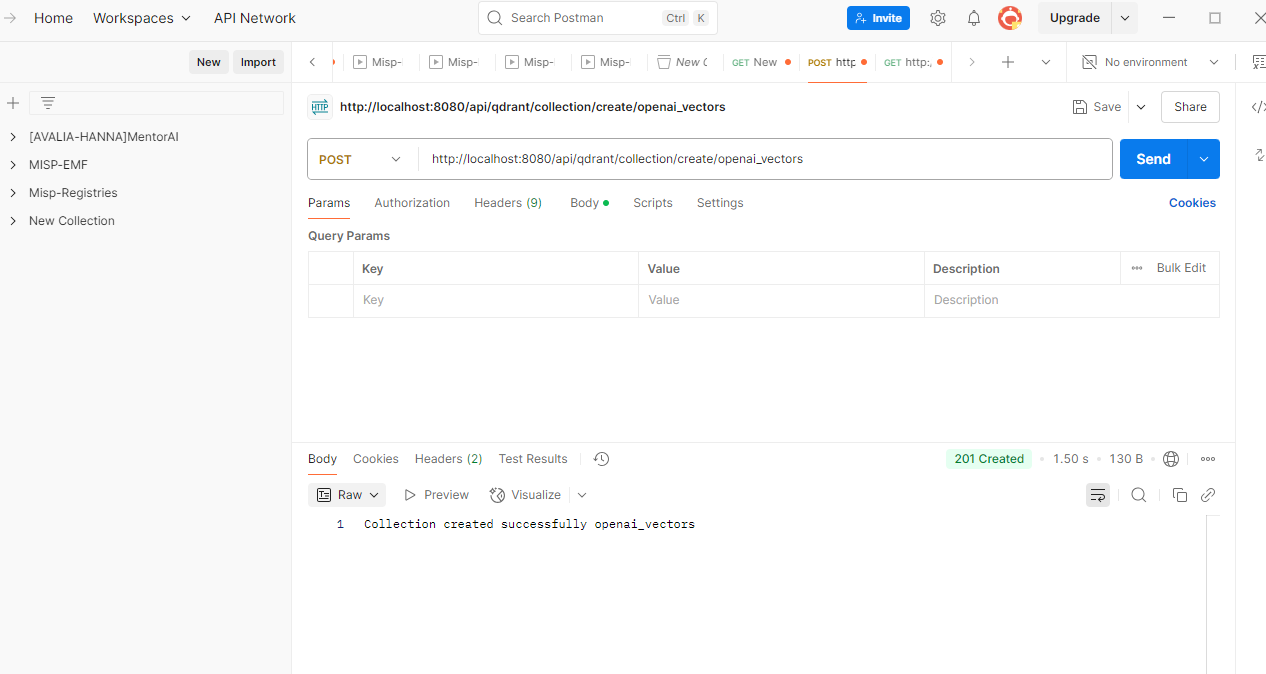 Home Workspaces API Network Search Postman Ctrl K Invite Upgrade
New Import Misp- Misp- Misp- Misp- New GET New POST http GET http:/ No environment
http://localhost:8080/api/qdrant/collection/create/openai_vectors Save Share
[AVALIA-HANNA]MentorAI
MISP-EMF
Misp-Registries
New Collection
POST http://localhost:8080/api/qdrant/collection/create/openai_vectors Send
Params Authorization Headers (9) Body Scripts Settings Cookies
Query Params
Key Value Description Bulk Edit
Key Value Description
Body Cookies Headers (2) Test Results 201 Created 1.50 s 130 B
Raw Preview Visualize
1 Collection created successfully openai_vectors